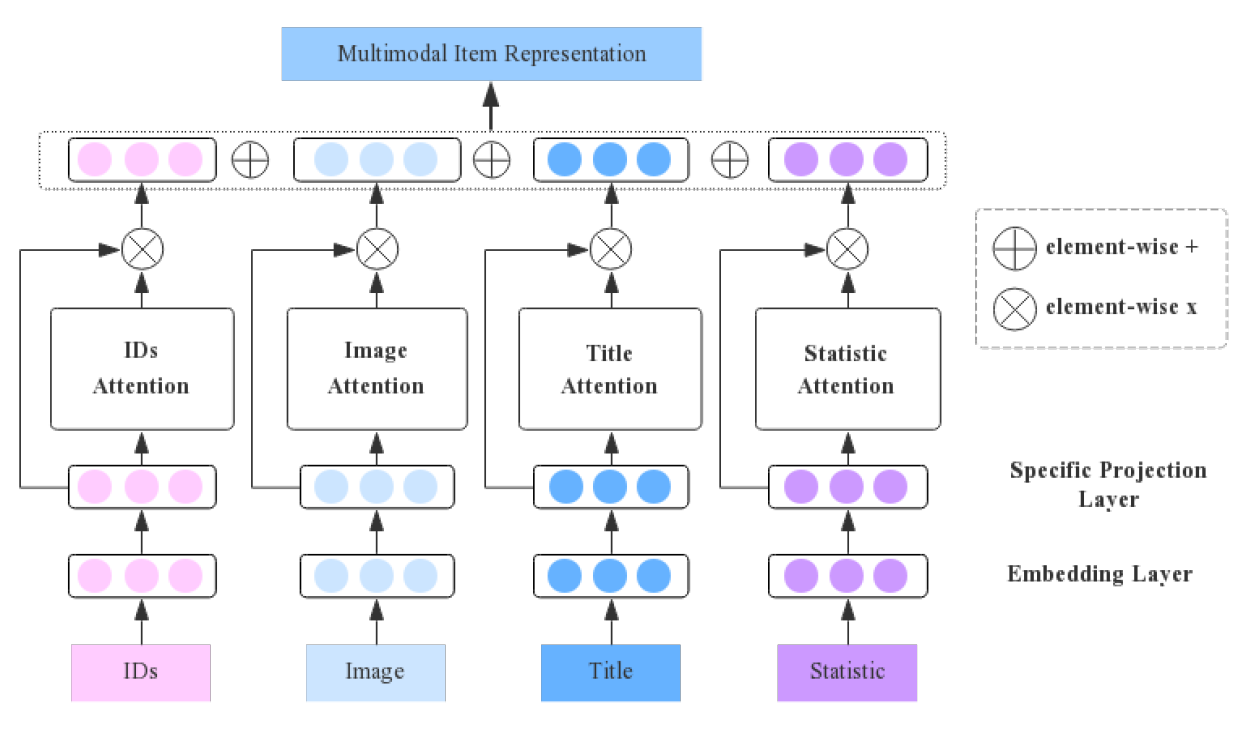 Multimodal Item Representation
element-wise +
element-wise x
IDs
Attention
Image
Attention
Title
Attention
Statistic
Attention
Specific Projection
Layer
Embedding Layer
IDs
Image
Title
Statistic